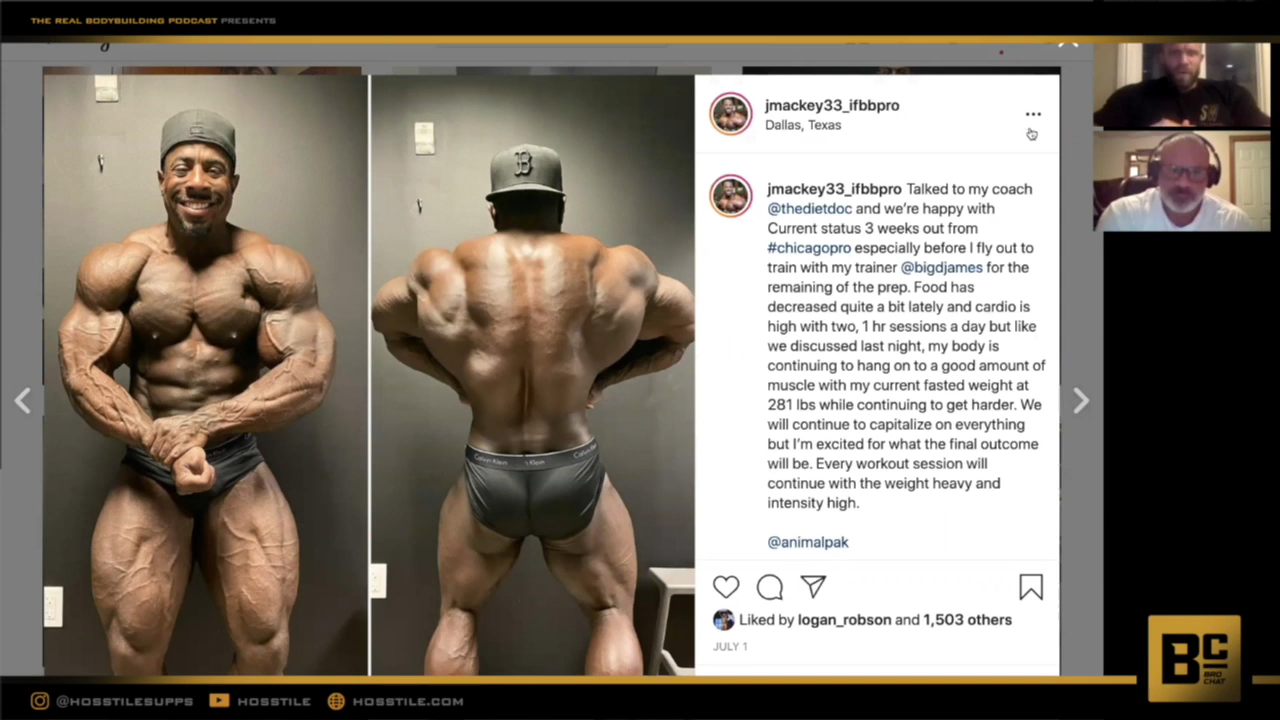 THE REAL BODYBUILDING PODCAST PRESENTS
B
Calvin Klein
jmackey33_ifbbpro
Dallas, Texas
jmackey33_ifbbpro Talked to my coach
@thedietdoc and we're happy with
Current status 3 weeks out from
#chicagopro especially before I fly out to
train with my trainer @bigdjames for the
remaining of the prep. Food has
decreased quite a bit lately and cardio is
high with two, 1 hr sessions a day but like
we discussed last night, my body is
continuing to hang on to a good amount of
muscle with my current fasted weight at
281 lbs while continuing to get harder. We
will continue to capitalize on everything
but I'm excited for what the final outcome
will be. Every workout session will
continue with the weight heavy and
intensity high.
@animalpak
Liked by logan_robson and 1,503 others
JULY 1
BC
BRO
CHAT
@HOSSTILESUPPS HOSSTILE HOSSTILE.COM